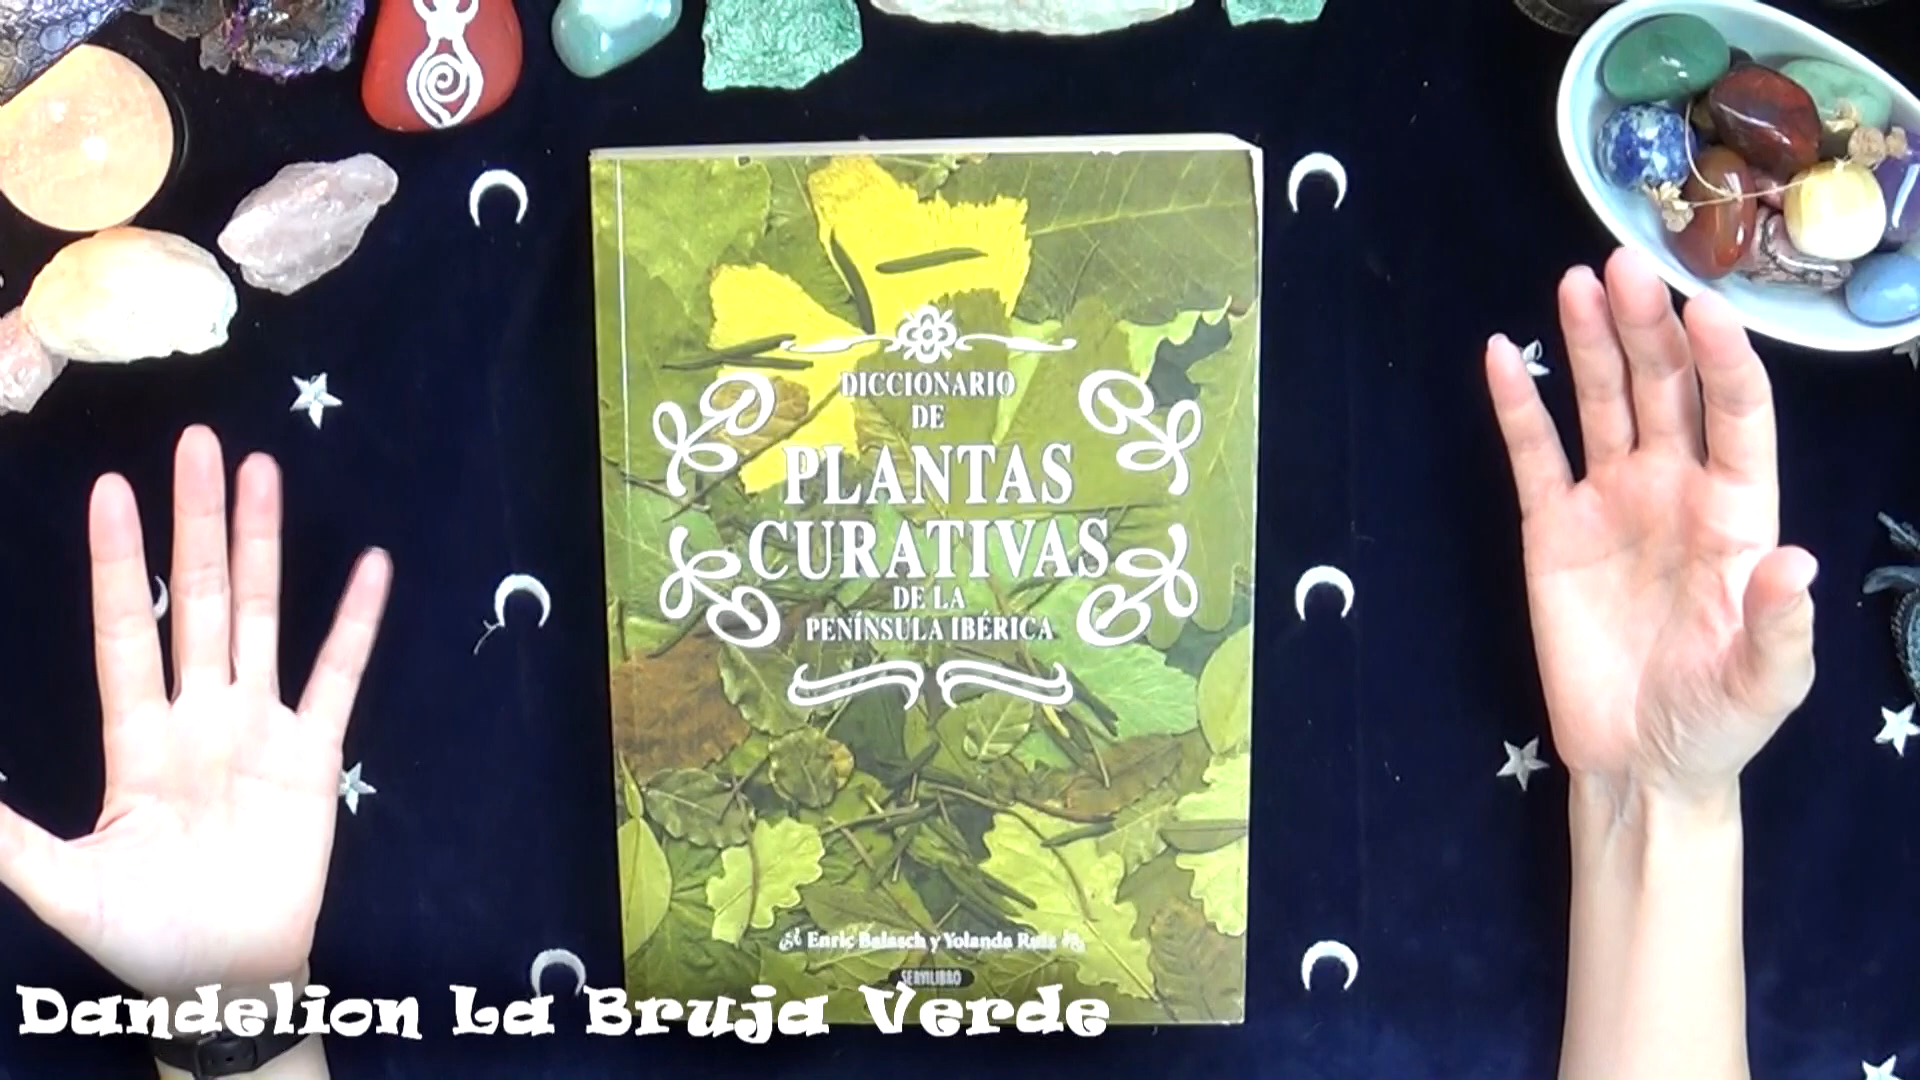 DICCIONARIO
DE
PLANTAS
CURATIVAS
DE LA
PENÍNSULA IBÉRICA
Enric Balasch y Yolanda Ruiz
SERVILIBRO
Dandelion La Bruja Verde